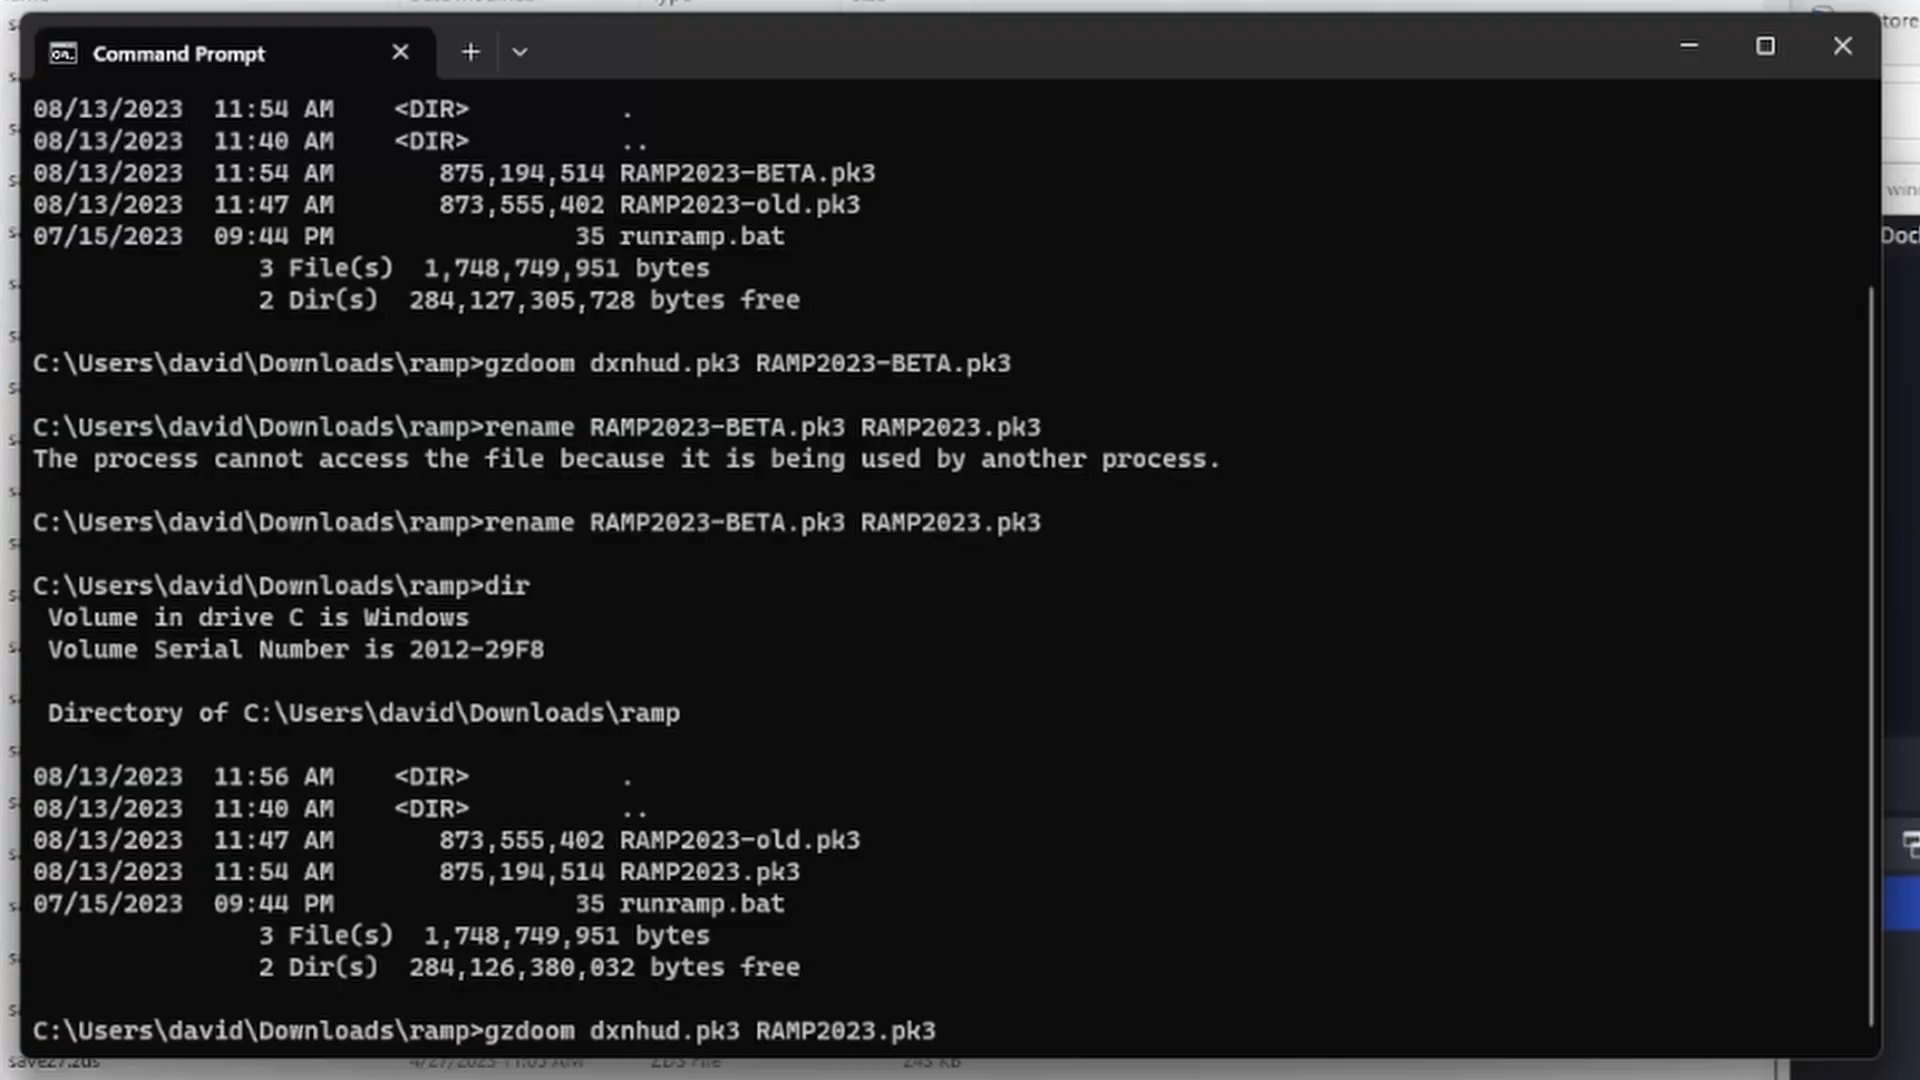 Command Prompt
08/13/2023  11:54 AM    <DIR>          .
08/13/2023  11:40 AM    <DIR>          ..
08/13/2023  11:54 AM       875,194,514 RAMP2023-BETA.pk3
08/13/2023  11:47 AM       873,555,402 RAMP2023-old.pk3
07/15/2023  09:44 PM                35 runramp.bat
               3 File(s)  1,748,749,951 bytes
               2 Dir(s)  284,127,305,728 bytes free
C:\Users\david\Downloads\ramp>gzdoom dxnhud.pk3 RAMP2023-BETA.pk3
C:\Users\david\Downloads\ramp>rename RAMP2023-BETA.pk3 RAMP2023.pk3
The process cannot access the file because it is being used by another process.
C:\Users\david\Downloads\ramp>rename RAMP2023-BETA.pk3 RAMP2023.pk3
C:\Users\david\Downloads\ramp>dir
 Volume in drive C is Windows
 Volume Serial Number is 2012-29F8
 Directory of C:\Users\david\Downloads\ramp
08/13/2023  11:56 AM    <DIR>          .
08/13/2023  11:40 AM    <DIR>          ..
08/13/2023  11:47 AM       873,555,402 RAMP2023-old.pk3
08/13/2023  11:54 AM       875,194,514 RAMP2023.pk3
07/15/2023  09:44 PM                35 runramp.bat
               3 File(s)  1,748,749,951 bytes
               2 Dir(s)  284,126,380,032 bytes free
C:\Users\david\Downloads\ramp>gzdoom dxnhud.pk3 RAMP2023.pk3